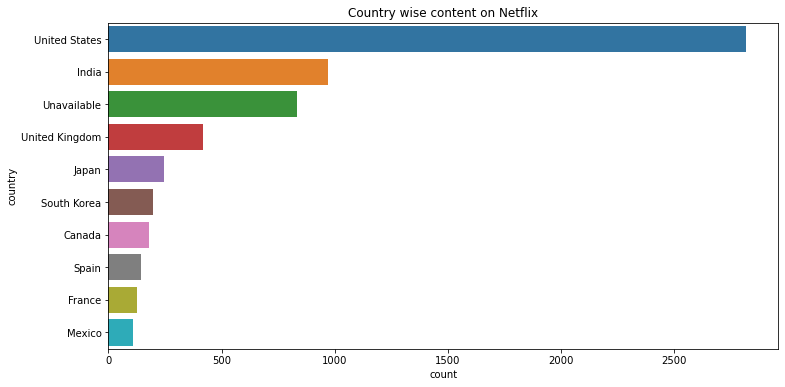 Country wise content on Netflix
United States
India
Unavailable
United Kingdom
Japan
South Korea
Canada
Spain
France
Mexico
country
0 500 1000 1500 2000 2500
count